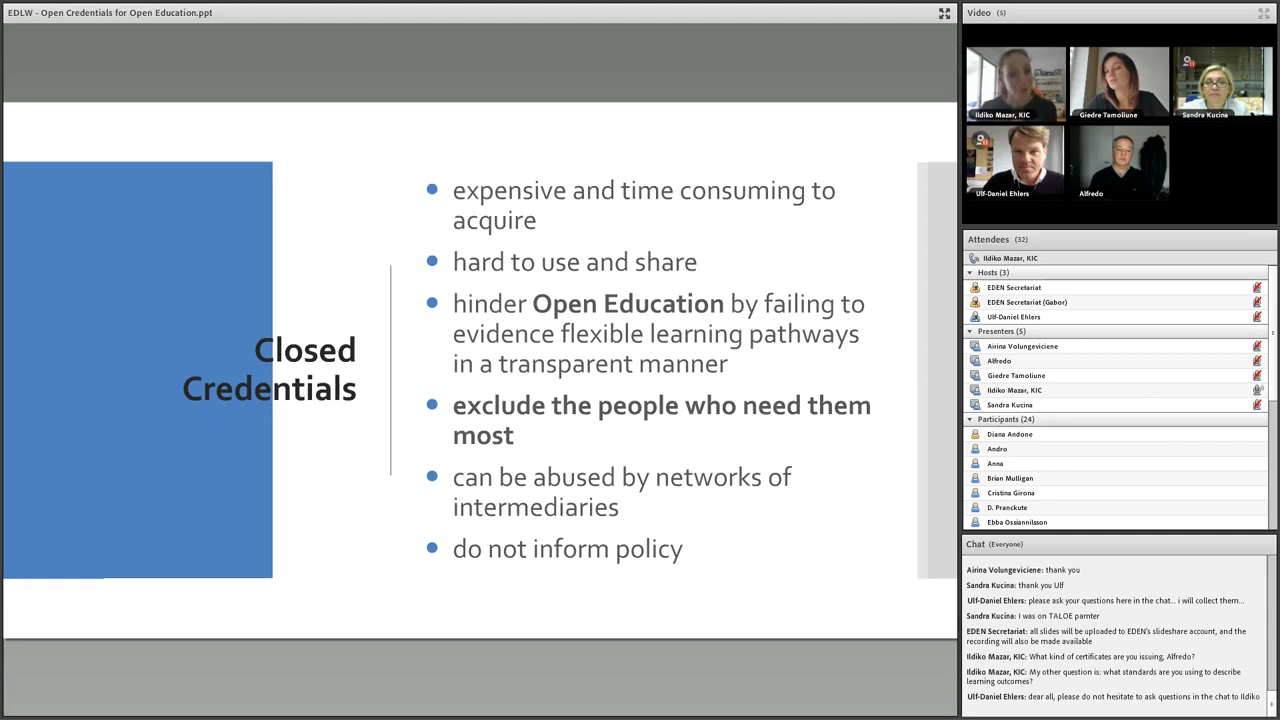 EDLW - Open Credentials for Open Education.ppt
Closed
Credentials
expensive and time consuming to
acquire
hard to use and share
hinder Open Education by failing to
evidence flexible learning pathways
in a transparent manner
exclude the people who need them
most
can be abused by networks of
intermediaries
do not inform policy
Video (5)
Ildiko Mazar, KIC
Giedre Tamoliune
Sandra Kucina
Ulf-Daniel Ehlers
Alfredo
Attendees (32)
Ildiko Mazar, KIC
Hosts (3)
EDEN Secretariat
EDEN Secretariat (Gabor)
Ulf-Daniel Ehlers
Presenters (5)
Airina Volungeviciene
Alfredo
Giedre Tamoliune
Ildiko Mazar, KIC
Sandra Kucina
Participants (24)
Diana Andone
Andro
Anna
Brian Mulligan
Cristina Girona
D. Pranckute
Ebba Ossiannilsson
Chat (Everyone)
Airina Volungeviciene: thank you
Sandra Kucina: thank you Ulf
Ulf-Daniel Ehlers: please ask your questions here in the chat... i will collect them...
Sandra Kucina: I was on TALOE parnter
EDEN Secretariat: all slides will be uploaded to EDEN's slideshare account, and the
recording will also be made available
Ildiko Mazar, KIC: What kind of certificates are you issuing, Alfredo?
Ildiko Mazar, KIC: My other question is: what standards are you using to describe
learning outcomes?
Ulf-Daniel Ehlers: dear all, please do not hesitate to ask questions in the chat to Ildiko